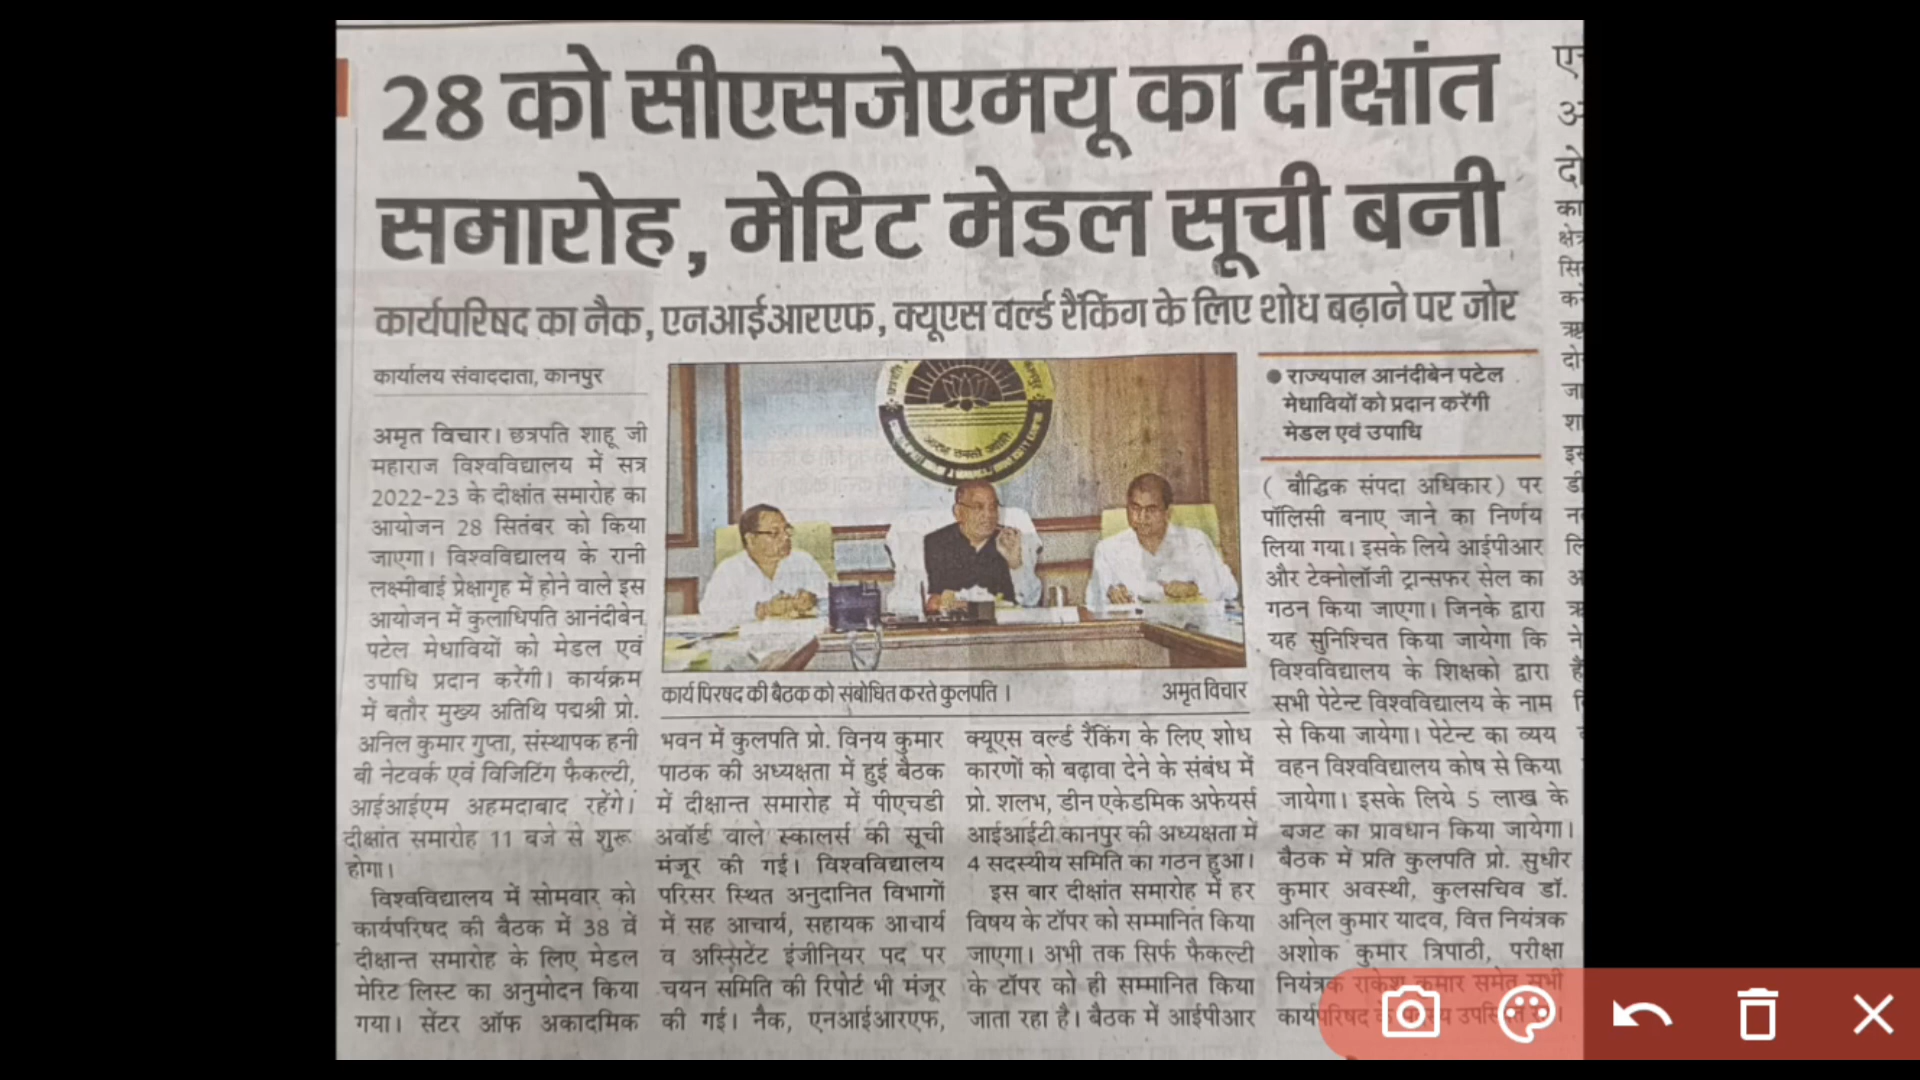 28 को सीएसजेएमयू का दीक्षांत
समारोह, मेरिट मेडल सूची बनी
कार्यपरिषद का नैक, एनआईआरएफ, क्यूएस वर्ल्ड रैंकिंग के लिए शोध बढ़ाने पर जोर
कार्यालय संवाददाता, कानपुर
अमृत विचार। छत्रपति शाहू जी
महाराज विश्वविद्यालय में सत्र
2022-23 के दीक्षांत समारोह का
आयोजन 28 सितंबर को किया
जाएगा। विश्वविद्यालय के रानी
लक्ष्मीबाई प्रेक्षागृह में होने वाले इस
आयोजन में कुलाधिपति आनंदीबेन
पटेल मेधावियों को मेडल एवं
उपाधि प्रदान करेंगी। कार्यक्रम
में बतौर मुख्य अतिथि पद्मश्री प्रो.
अनिल कुमार गुप्ता, संस्थापक हनी
बी नेटवर्क एवं विजिटिंग फैकल्टी,
आईआईएम अहमदाबाद रहेंगे।
दीक्षांत समारोह 11 बजे से शुरू
होगा।
विश्वविद्यालय में सोमवार को
कार्यपरिषद की बैठक में 38 वें
दीक्षान्त समारोह के लिए मेडल
मेरिट लिस्ट का अनुमोदन किया
गया। सेंटर ऑफ अकादमिक
कार्य पिरषद की बैठक को संबोधित करते कुलपति ।
अमृत विचार
भवन में कुलपति प्रो. विनय कुमार
पाठक की अध्यक्षता में हुई बैठक
में दीक्षान्त समारोह में पीएचडी
अवॉर्ड वाले स्कालर्स की सूची
मंजूर की गई। विश्वविद्यालय
परिसर स्थित अनुदानित विभागों
में सह आचार्य, सहायक आचार्य
व अस्सिटेंट इंजीनियर पद पर
चयन समिति की रिपोर्ट भी मंजूर
की गई। नैक, एनआईआरएफ,
क्यूएस वर्ल्ड रैंकिंग के लिए शोध
कारणों को बढ़ावा देने के संबंध में
प्रो. शलभ, डीन एकेडमिक अफेयर्स
आईआईटी कानपुर की अध्यक्षता में
4 सदस्यीय समिति का गठन हुआ।
इस बार दीक्षांत समारोह में हर
विषय के टॉपर को सम्मानित किया
जाएगा। अभी तक सिर्फ फैकल्टी
के टॉपर को ही सम्मानित किया
जाता रहा है। बैठक में आईपीआर
● राज्यपाल आनंदीबेन पटेल
मेधावियों को प्रदान करेंगी
मेडल एवं उपाधि
( बौद्धिक संपदा अधिकार) पर
पॉलिसी बनाए जाने का निर्णय
लिया गया। इसके लिये आईपीआर
और टेक्नोलॉजी ट्रान्सफर सेल का
गठन किया जाएगा। जिनके द्वारा
यह सुनिश्चित किया जायेगा कि
विश्वविद्यालय के शिक्षको द्वारा
सभी पेटेन्ट विश्वविद्यालय के नाम
से किया जायेगा। पेटेन्ट का व्यय
वहन विश्वविद्यालय कोष से किया
जायेगा। इसके लिये 5 लाख के
बजट का प्रावधान किया जायेगा।
बैठक में प्रति कुलपति प्रो. सुधीर
कुमार अवस्थी, कुलसचिव डॉ.
अनिल कुमार यादव, वित्त नियंत्रक
अशोक कुमार त्रिपाठी, परीक्षा
नियंत्रक राकेश कुमार समेत सभी
कार्यपरिषद के